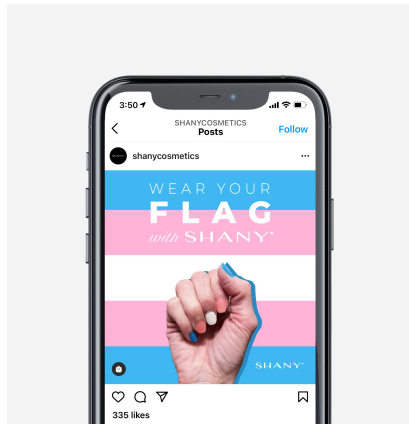 3:50
SHANYCOSMETICS
Posts
Follow
shanycosmetics
WEAR YOUR
FLAG
with SHANY®
SHANY®
335 likes